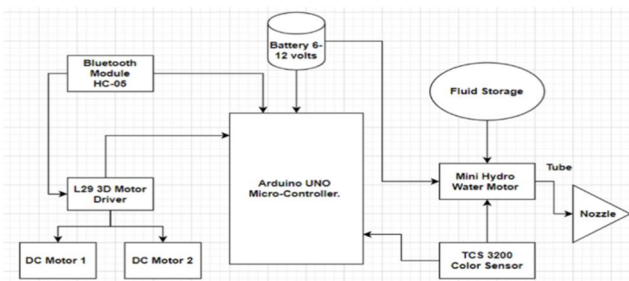 Battery 6-
12 volts
Bluetooth
Module
HC-05
Fluid Storage
Arduino UNO
Micro-Controller.
Mini Hydro
Water Motor
Tube
Nozzle
L29 3D Motor
Driver
DC Motor 1
DC Motor 2
TCS 3200
Color Sensor